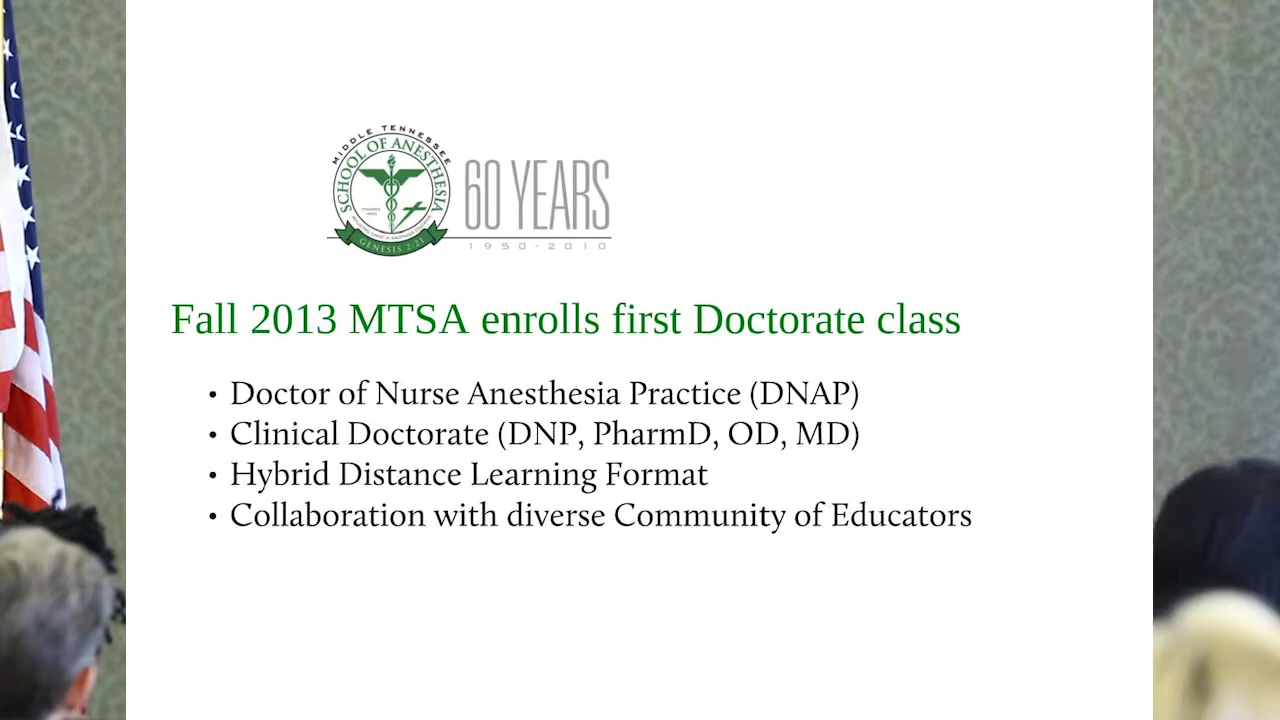 MIDDLE TENNESSEE
SCHOOL OF ANESTHESIA
GENESIS 2:21
60 YEARS
1950-2010
Fall 2013 MTSA enrolls first Doctorate class
• Doctor of Nurse Anesthesia Practice (DNAP)
• Clinical Doctorate (DNP, PharmD, OD, MD)
• Hybrid Distance Learning Format
• Collaboration with diverse Community of Educators